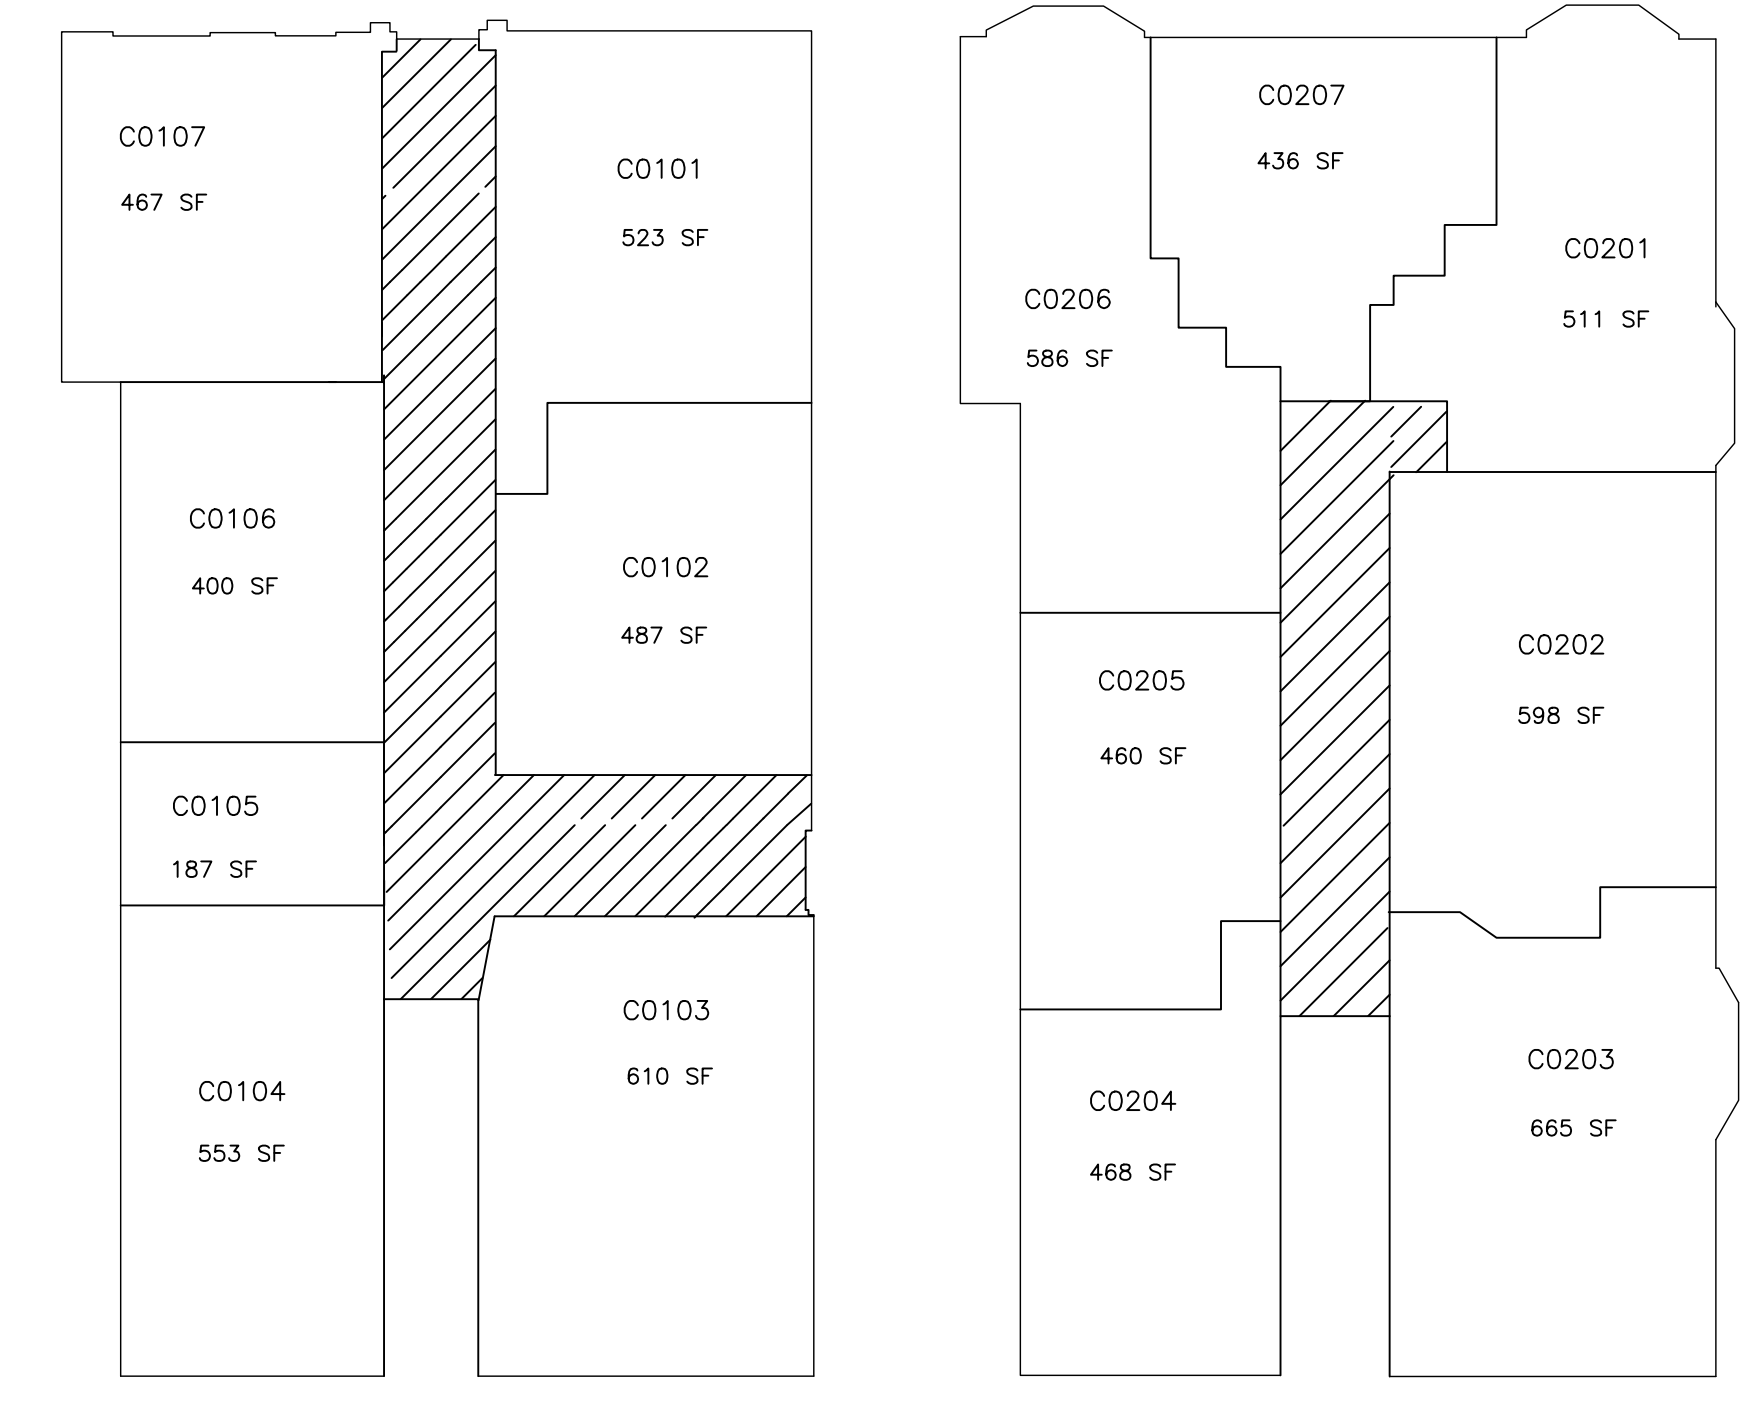 C0107
467 SF
C0101
523 SF
C0106
400 SF
C0102
487 SF
C0105
187 SF
C0103
610 SF
C0104
553 SF
C0207
436 SF
C0201
511 SF
C0206
586 SF
C0202
598 SF
C0205
460 SF
C0203
665 SF
C0204
468 SF